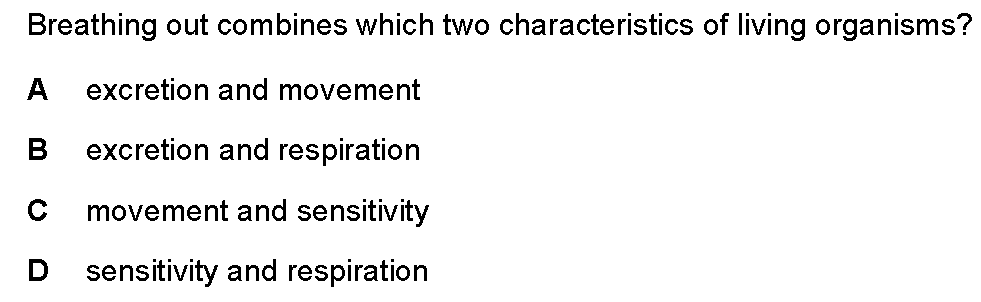 Breathing out combines which two characteristics of living organisms?
A excretion and movement
B excretion and respiration
C movement and sensitivity
D sensitivity and respiration